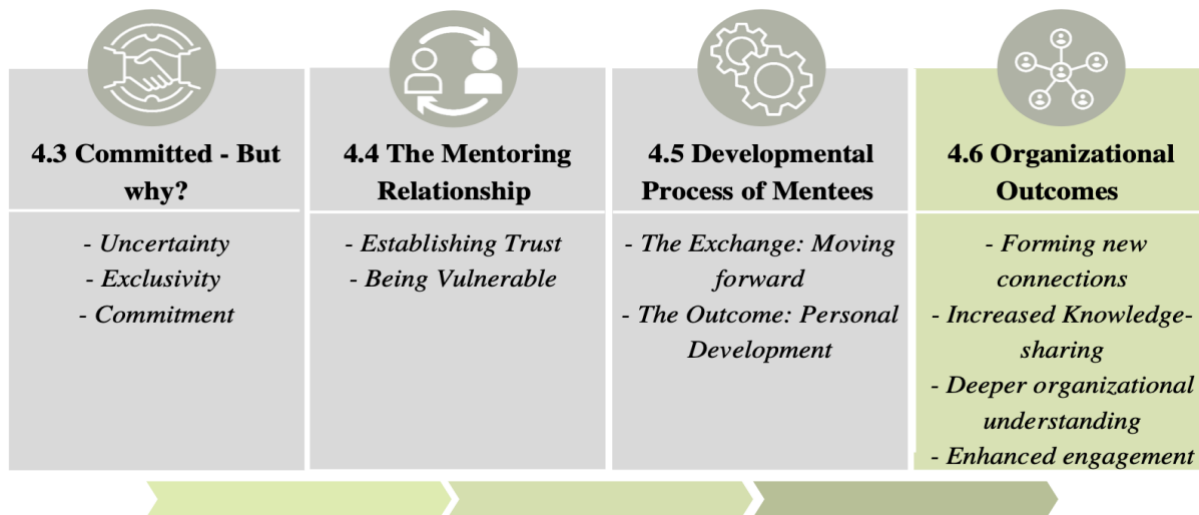 4.3 Committed - But
why?
- Uncertainty
- Exclusivity
- Commitment
4.4 The Mentoring
Relationship
- Establishing Trust
- Being Vulnerable
4.5 Developmental
Process of Mentees
- The Exchange: Moving
forward
- The Outcome: Personal
Development
4.6 Organizational
Outcomes
- Forming new
connections
- Increased Knowledge-
sharing
- Deeper organizational
understanding
- Enhanced engagement